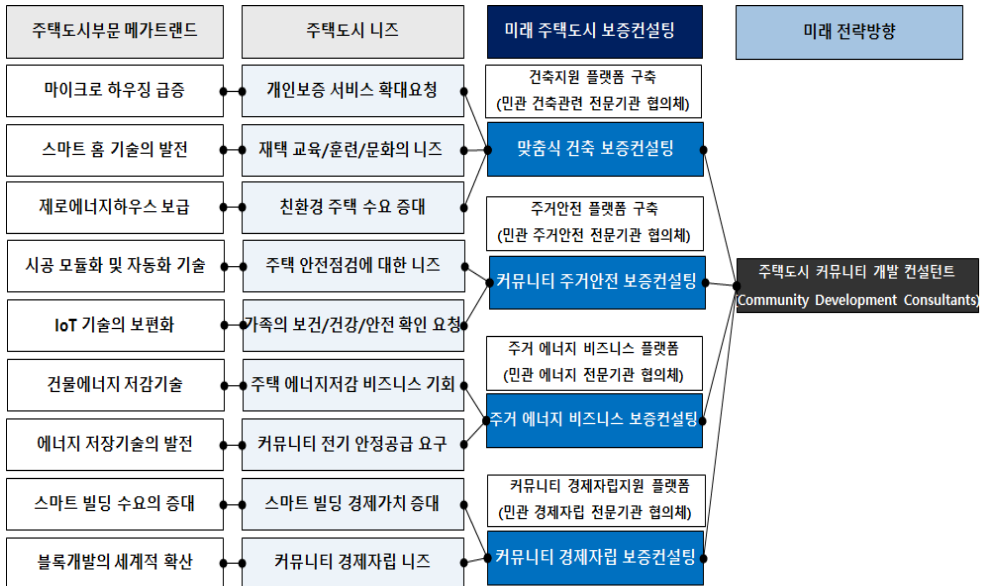 주택도시부문 메가트랜드
주택도시 니즈
미래 주택도시 보증컨설팅
미래 전략방향
마이크로 하우징 급증
개인보증 서비스 확대요청
건축지원 플랫폼 구축
(민관 건축관련 전문기관 협의체)
스마트 홈 기술의 발전
재택 교육/훈련/문화의 니즈
맞춤식 건축 보증컨설팅
제로에너지하우스 보급
친환경 주택 수요 증대
주거안전 플랫폼 구축
(민관 주거안전 전문기관 협의체)
시공 모듈화 및 자동화 기술
주택 안전점검에 대한 니즈
커뮤니티 주거안전 보증컨설팅
주택도시 커뮤니티 개발 컨설턴트
(Community Development Consultants)
IoT 기술의 보편화
가족의 보건/건강/안전 확인 요청
주거 에너지 비즈니스 플랫폼
(민관 에너지 전문기관 협의체)
건물에너지 저감기술
주택 에너지저감 비즈니스 기회
주거 에너지 비즈니스 보증컨설팅
에너지 저장기술의 발전
커뮤니티 전기 안정공급 요구
커뮤니티 경제자립지원 플랫폼
(민관 경제자립 전문기관 협의체)
스마트 빌딩 수요의 증대
스마트 빌딩 경제가치 증대
커뮤니티 경제자립 보증컨설팅
블록개발의 세계적 확산
커뮤니티 경제자립 니즈